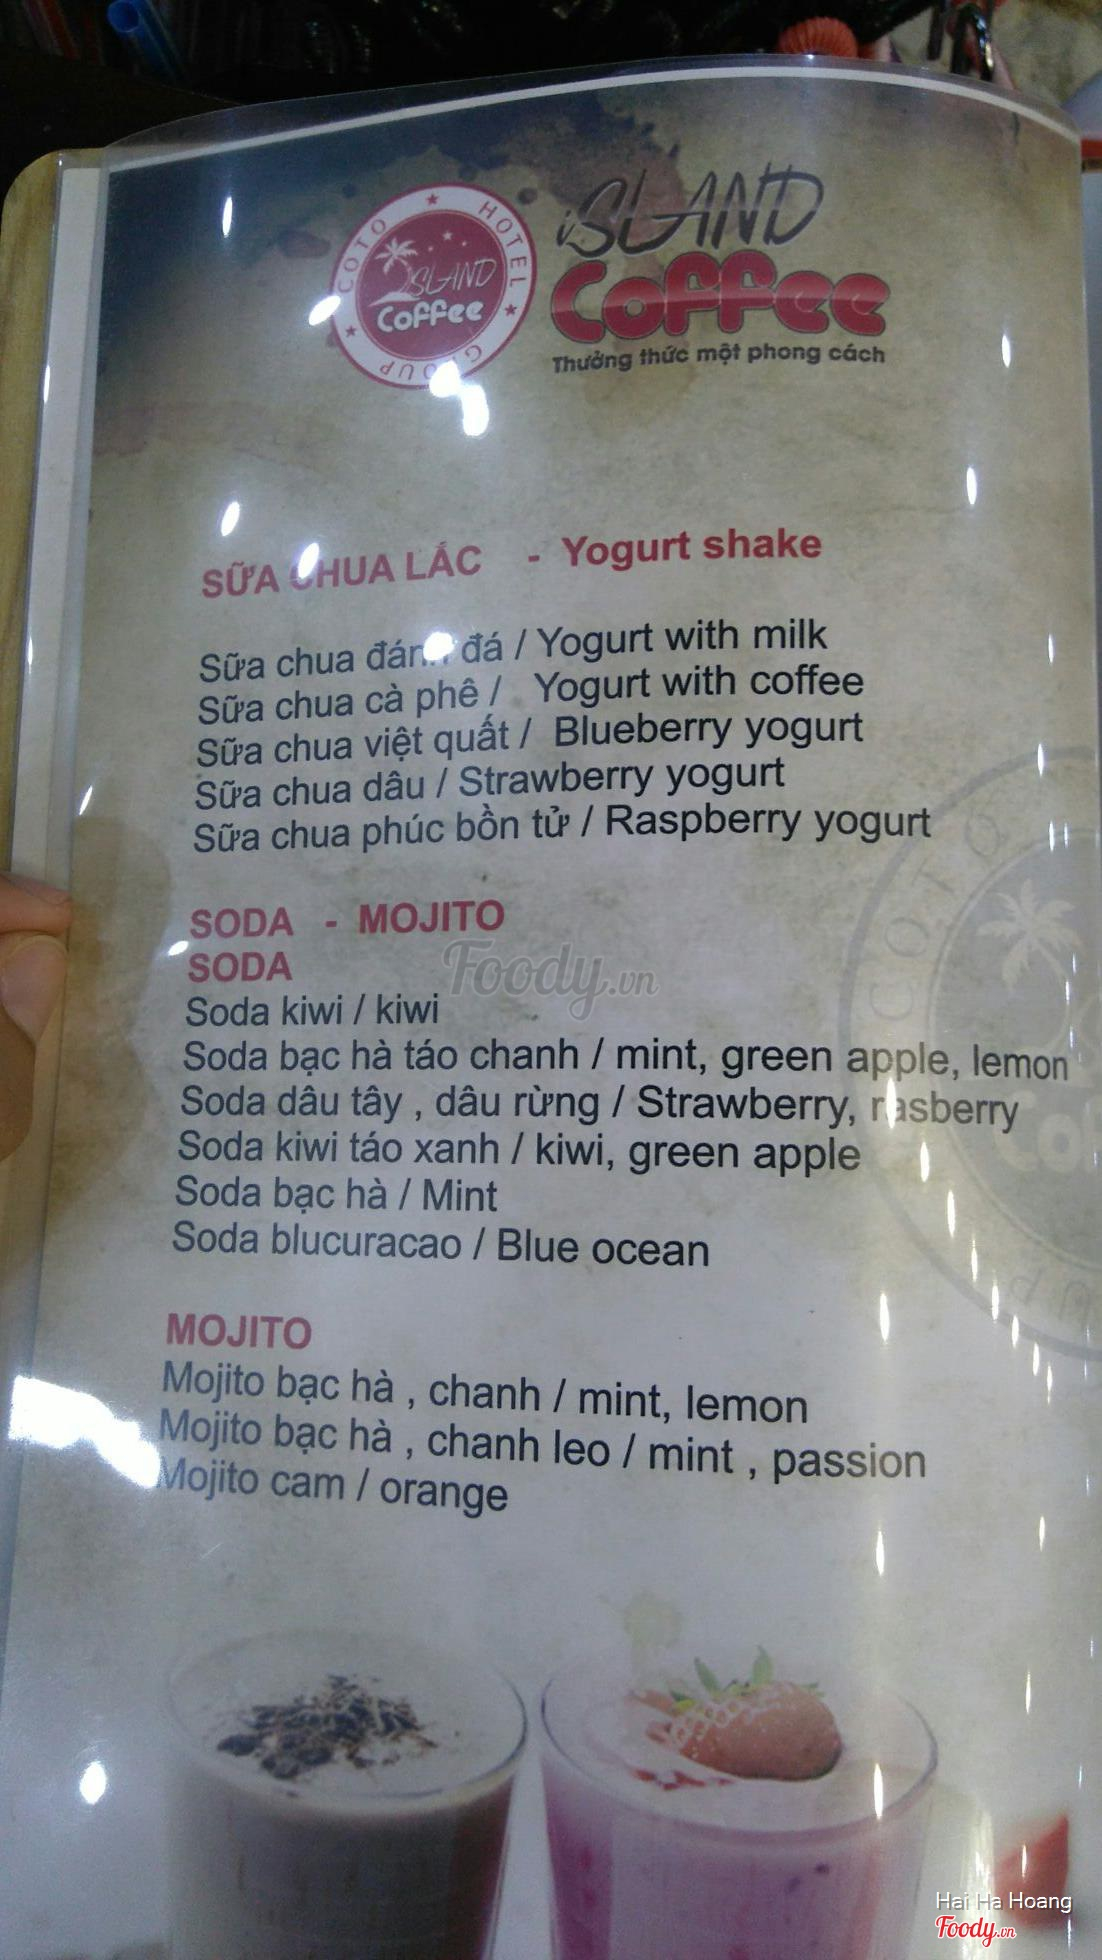 COTO ★ HOTEL ★ GROUP ★
iSLAND
Coffee
iSLAND
Coffee
Thưởng thức một phong cách
SỮA CHUA LẮC - Yogurt shake
Sữa chua đánh đá / Yogurt with milk
Sữa chua cà phê / Yogurt with coffee
Sữa chua việt quất / Blueberry yogurt
Sữa chua dâu / Strawberry yogurt
Sữa chua phúc bồn tử / Raspberry yogurt
SODA - MOJITO
SODA
Foody.vn
Soda kiwi / kiwi
Soda bạc hà táo chanh / mint, green apple, lemon
Soda dâu tây , dâu rừng / Strawberry, rasberry
Soda kiwi táo xanh / kiwi, green apple
Soda bạc hà / Mint
Soda blucuracao / Blue ocean
MOJITO
Mojito bạc hà , chanh / mint, lemon
Mojito bạc hà , chanh leo / mint , passion
Mojito cam / orange
COTO
Hai Ha Hoang
Foody.vn